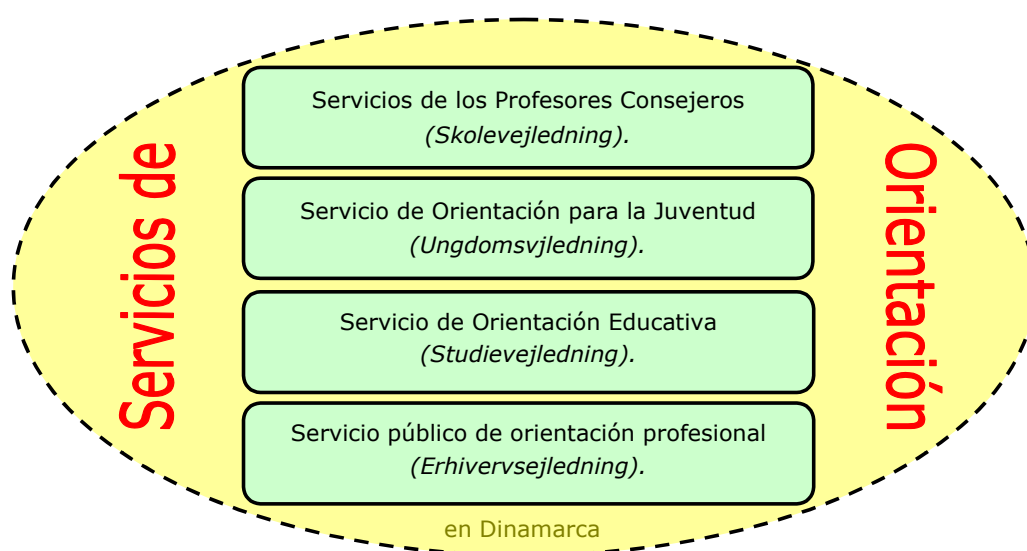 Servicios de
Servicios de los Profesores Consejeros
(Skolevejledning).
Servicio de Orientación para la Juventud
(Ungdomsvjledning).
Servicio de Orientación Educativa
(Studievejledning).
Servicio público de orientación profesional
(Erhivervsejledning).
Orientación
en Dinamarca